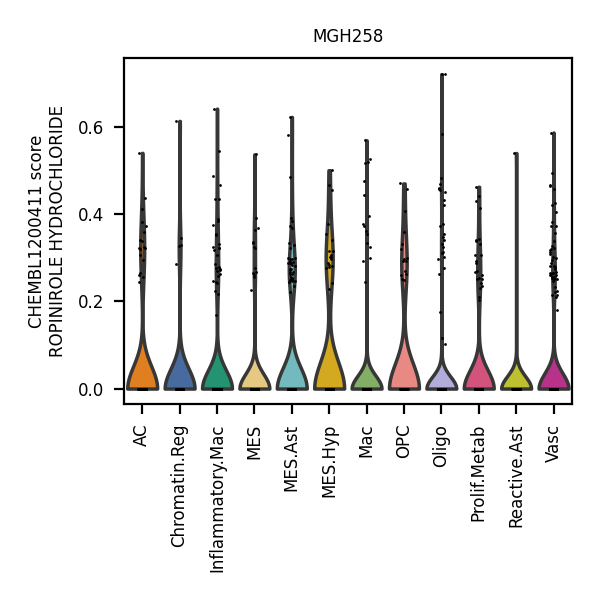 MGH258
CHEMBL1200411 score
ROPINIROLE HYDROCHLORIDE
0.6
0.4
0.2
0.0
AC
Chromatin.Reg
Inflammatory.Mac
MES
MES.Ast
MES.Hyp
Mac
OPC
Oligo
Prolif.Metab
Reactive.Ast
Vasc